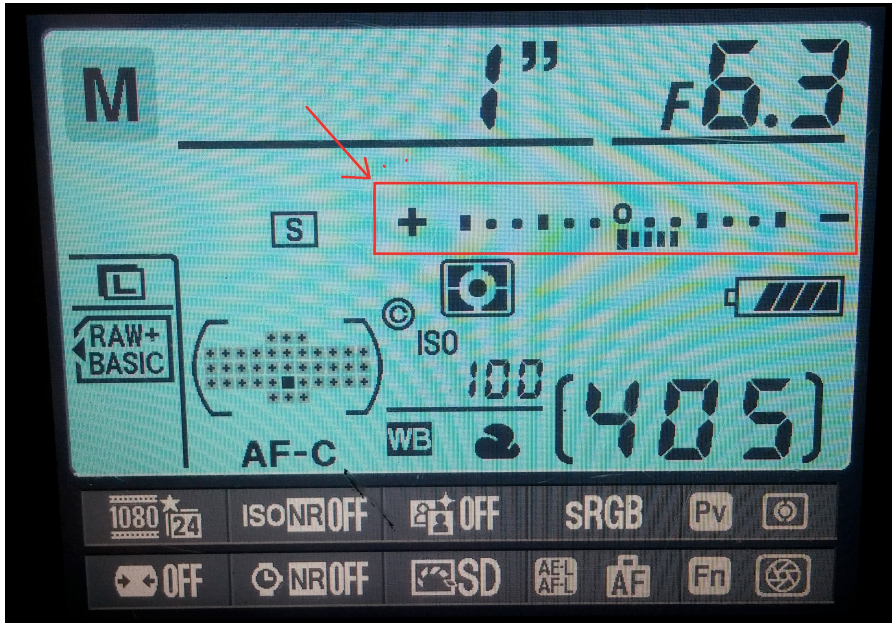 M 1” F6.3
S + −
L
RAW+
BASIC
©
ISO
100
AF-C
WB
(405)
1080 24 ISO NR OFF OFF sRGB Pv
OFF NR OFF SD AE-L AF-L AF Fn